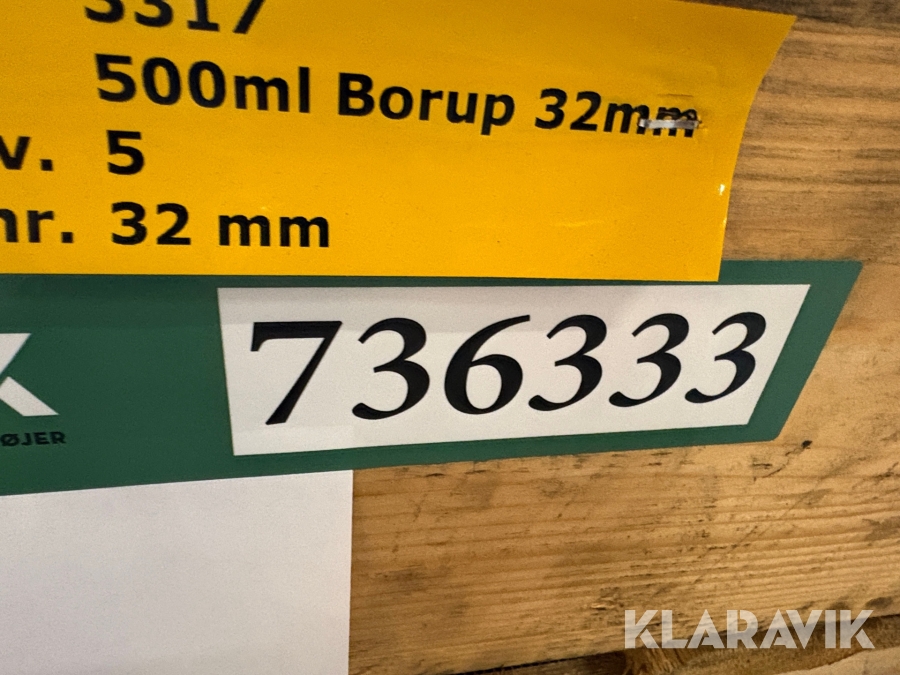 3317
500ml Borup 32mm
v. 5
nr. 32 mm
736333
ØJER
KLARAVIK